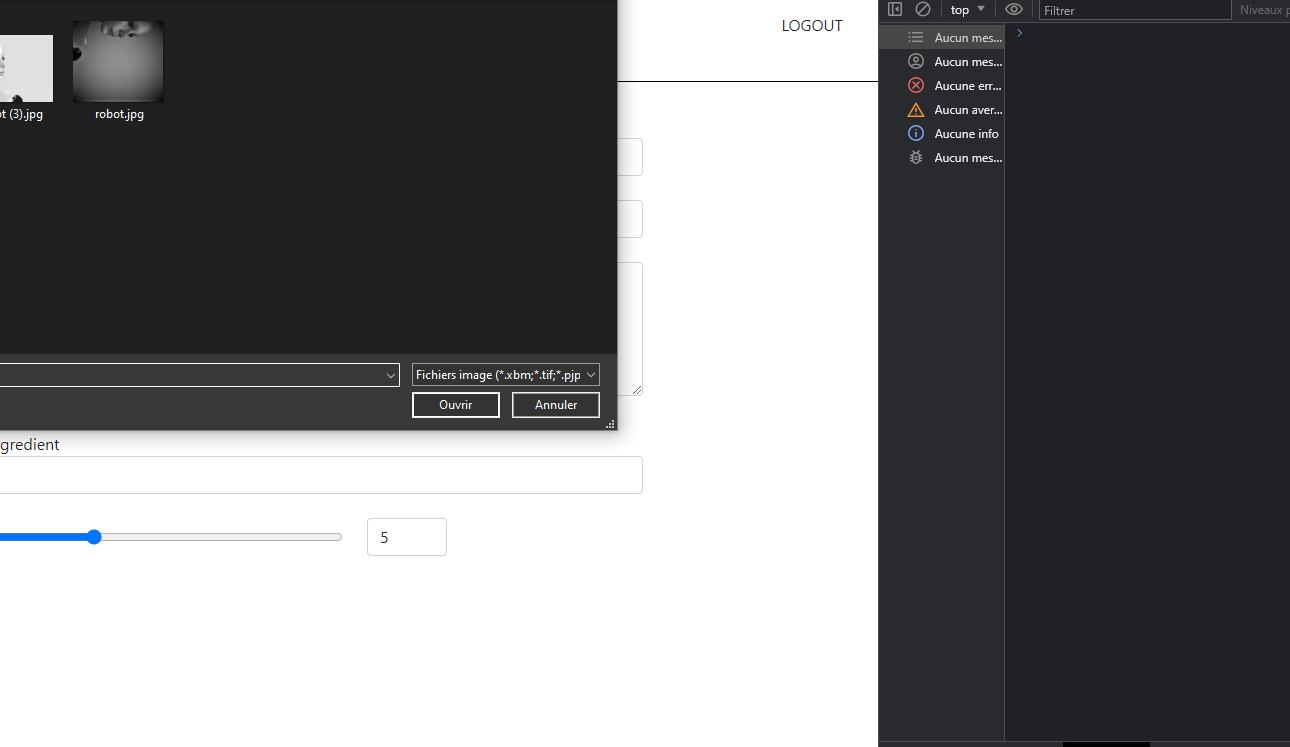 top
Filtrer
Niveaux p
LOGOUT
Aucun mes...
Aucun mes...
Aucune err...
Aucun aver...
Aucune info
Aucun mes...
ot (3).jpg
robot.jpg
Fichiers image (*.xbm;*.tif;*.pjp
Ouvrir
Annuler
gredient
5